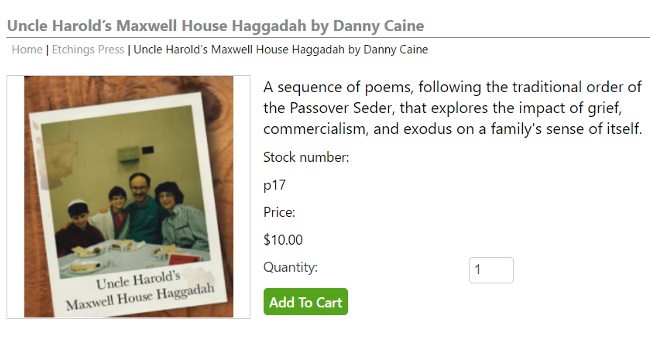 Uncle Harold’s Maxwell House Haggadah by Danny Caine
Home | Etchings Press | Uncle Harold's Maxwell House Haggadah by Danny Caine
A sequence of poems, following the traditional order of
the Passover Seder, that explores the impact of grief,
commercialism, and exodus on a family's sense of itself.
Stock number:
p17
Price:
$10.00
Quantity:
1
Add To Cart
Uncle Harold's
Maxwell House Haggadah